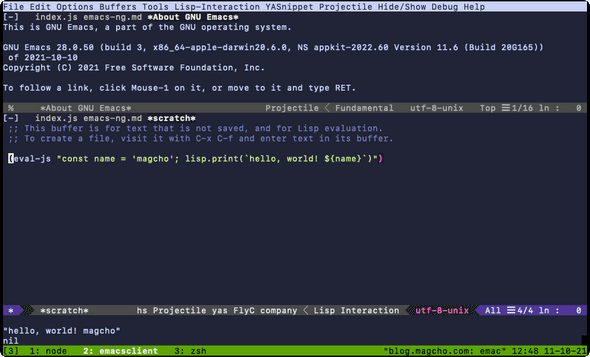 File Edit Options Buffers Tools Lisp-Interaction YASnippet Projectile Hide/Show Debug Help
[-] index.js emacs-ng.md *About GNU Emacs*
This is GNU Emacs, a part of the GNU operating system.
GNU Emacs 28.0.50 (build 3, x86_64-apple-darwin20.6.0, NS appkit-2022.60 Version 11.6 (Build 20G165))
of 2021-10-10
Copyright (C) 2021 Free Software Foundation, Inc.
To follow a link, click Mouse-1 on it, or move to it and type RET.
% *About GNU Emacs* Projectile < Fundamental utf-8-unix Top ☰1/16 ln : 0
[-] index.js emacs-ng.md *scratch*
;; This buffer is for text that is not saved, and for Lisp evaluation.
;; To create a file, visit it with C-x C-f and enter text in its buffer.
(eval-js "const name = 'magcho'; lisp.print(`hello, world! ${name}`)")
* *scratch* hs Projectile yas FlyC company < Lisp Interaction utf-8-unix All ☰4/4 ln : 0
"hello, world! magcho"
nil
[3] 1: node 2: emacsclient 3: zsh "blog.magcho.com: emac" 12:48 11-10-21